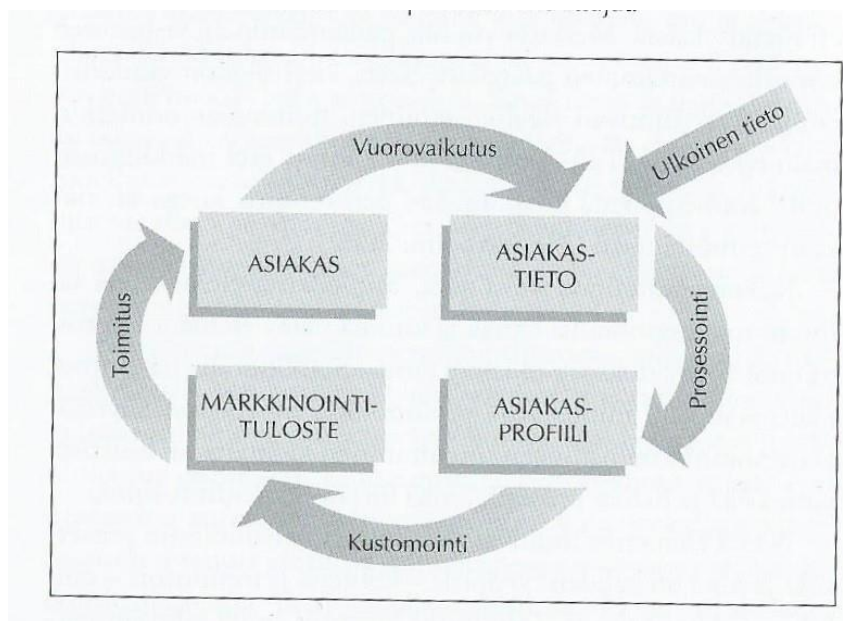 Vuorovaikutus
Ulkoinen tieto
ASIAKAS
ASIAKAS-
TIETO
Toimitus
Prosessointi
MARKKINOINTI-
TULOSTE
ASIAKAS-
PROFIILI
Kustomointi